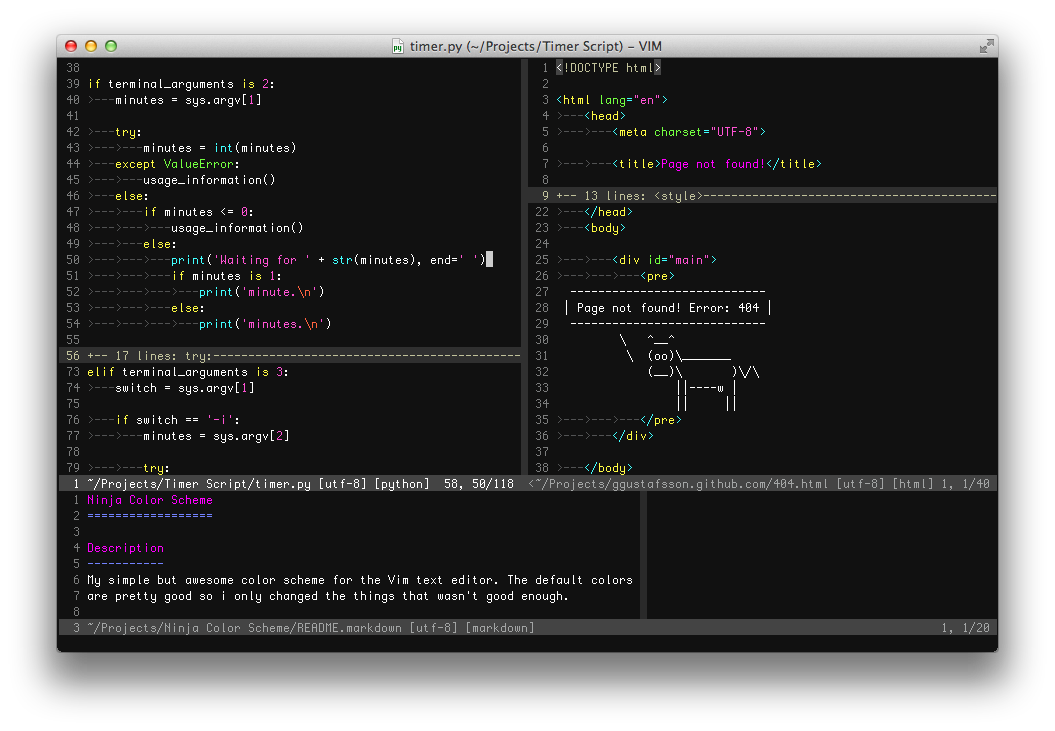 timer.py (~/Projects/Timer Script) – VIM
38
39 if terminal_arguments is 2:
40 >---minutes = sys.argv[1]
41
42 >---try:
43 >--->---minutes = int(minutes)
44 >---except ValueError:
45 >--->---usage_information()
46 >---else:
47 >--->---if minutes <= 0:
48 >--->--->---usage_information()
49 >--->---else:
50 >--->--->---print('Waiting for ' + str(minutes), end=' ')
51 >--->--->---if minutes is 1:
52 >--->--->--->---print('minute.\n')
53 >--->--->---else:
54 >--->--->--->---print('minutes.\n')
55
56 +-- 17 lines: try:--------------------------------------------
73 elif terminal_arguments is 3:
74 >---switch = sys.argv[1]
75
76 >---if switch == '-i':
77 >--->---minutes = sys.argv[2]
78
79 >--->---try:
1 ~/Projects/Timer Script/timer.py [utf-8] [python]  58, 50/118
1 <!DOCTYPE html>
2
3 <html lang="en">
4 >---<head>
5 >--->---<meta charset="UTF-8">
6
7 >--->---<title>Page not found!</title>
8
9 +-- 13 lines: <style>------------------------------------------
22 >---</head>
23 >---<body>
24
25 >--->---<div id="main">
26 >--->--->---<pre>
27  ----------------------------
28 | Page not found! Error: 404 |
29  ----------------------------
30         \   ^__^
31          \  (oo)\_______
32             (__)\       )\/\
33                 ||----w |
34                 ||     ||
35 >--->--->---</pre>
36 >--->---</div>
37
38 >---</body>
<~/Projects/ggustafsson.github.com/404.html [utf-8] [html] 1, 1/40
1 Ninja Color Scheme
2 ==================
3
4 Description
5 -----------
6 My simple but awesome color scheme for the Vim text editor. The default colors
7 are pretty good so i only changed the things that wasn't good enough.
8
3 ~/Projects/Ninja Color Scheme/README.markdown [utf-8] [markdown] 1, 1/20